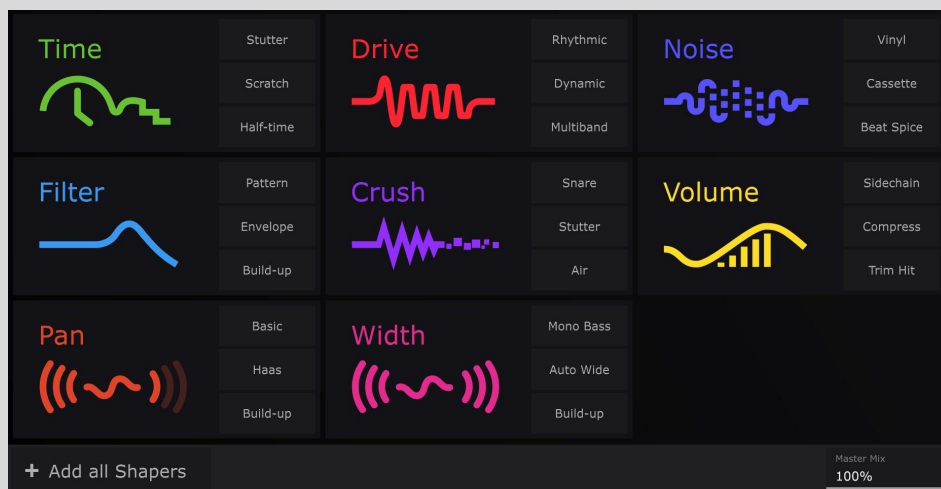 Time
Stutter
Scratch
Half-time
Drive
Rhythmic
Dynamic
Multiband
Noise
Vinyl
Cassette
Beat Spice
Filter
Pattern
Envelope
Build-up
Crush
Snare
Stutter
Air
Volume
Sidechain
Compress
Trim Hit
Pan
Basic
Haas
Build-up
Width
Mono Bass
Auto Wide
Build-up
+ Add all Shapers
Master Mix
100%